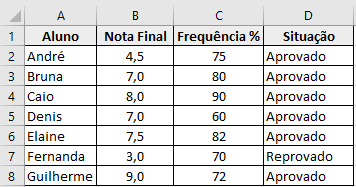 A B C D
1 Aluno Nota Final Frequência % Situação
2 André 4,5 75 Aprovado
3 Bruna 7,0 80 Aprovado
4 Caio 8,0 90 Aprovado
5 Denis 7,0 60 Aprovado
6 Elaine 7,5 82 Aprovado
7 Fernanda 3,0 70 Reprovado
8 Guilherme 9,0 72 Aprovado